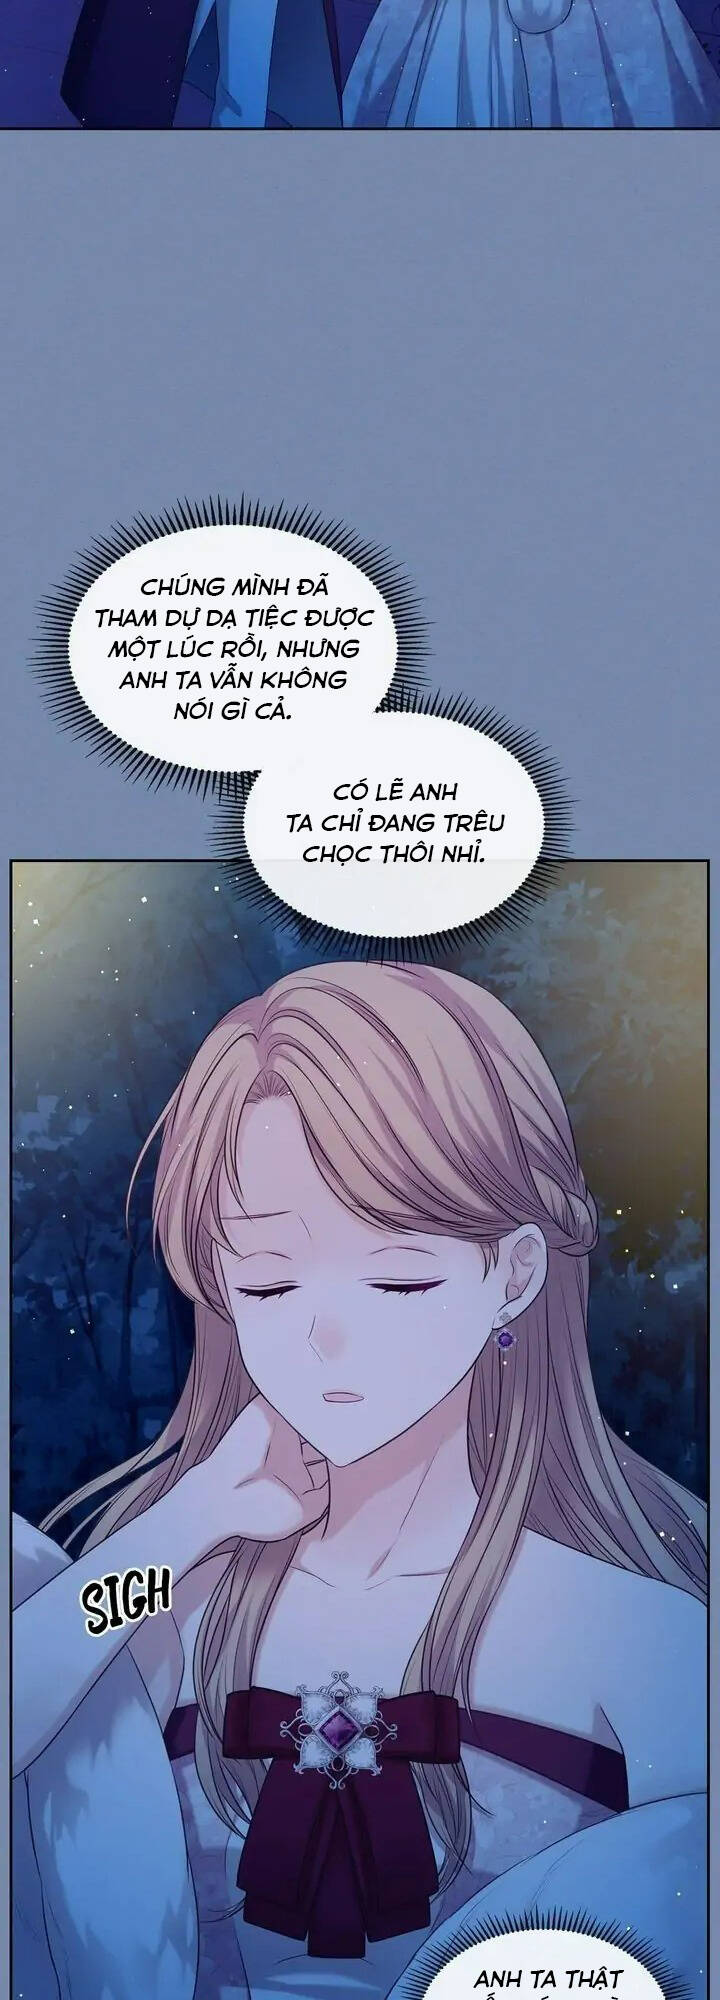 CHÚNG MÌNH ĐÃ
THAM DỰ DẠ TIỆC ĐƯỢC
MỘT LÚC RỒI, NHƯNG
ANH TA VẪN KHÔNG
NÓI GÌ CẢ.
CÓ LẼ ANH
TA CHỈ ĐANG TRÊU
CHỌC THÔI NHỈ.
SIGH
ANH TA THẬT